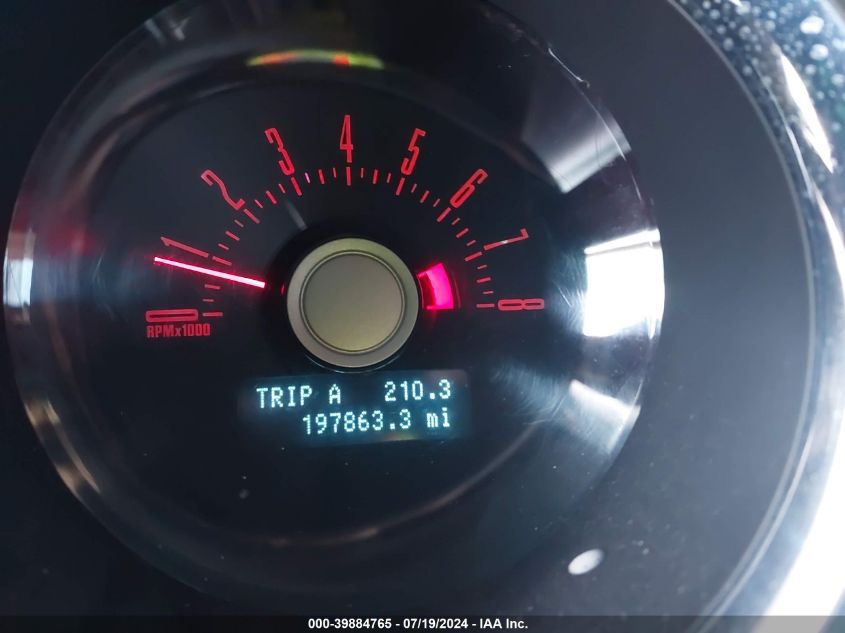 0 1 2 3 4 5 6 7 8
RPMx1000
TRIP A 210.3
197863.3 mi
000-39884765 - 07/19/2024 - IAA Inc.